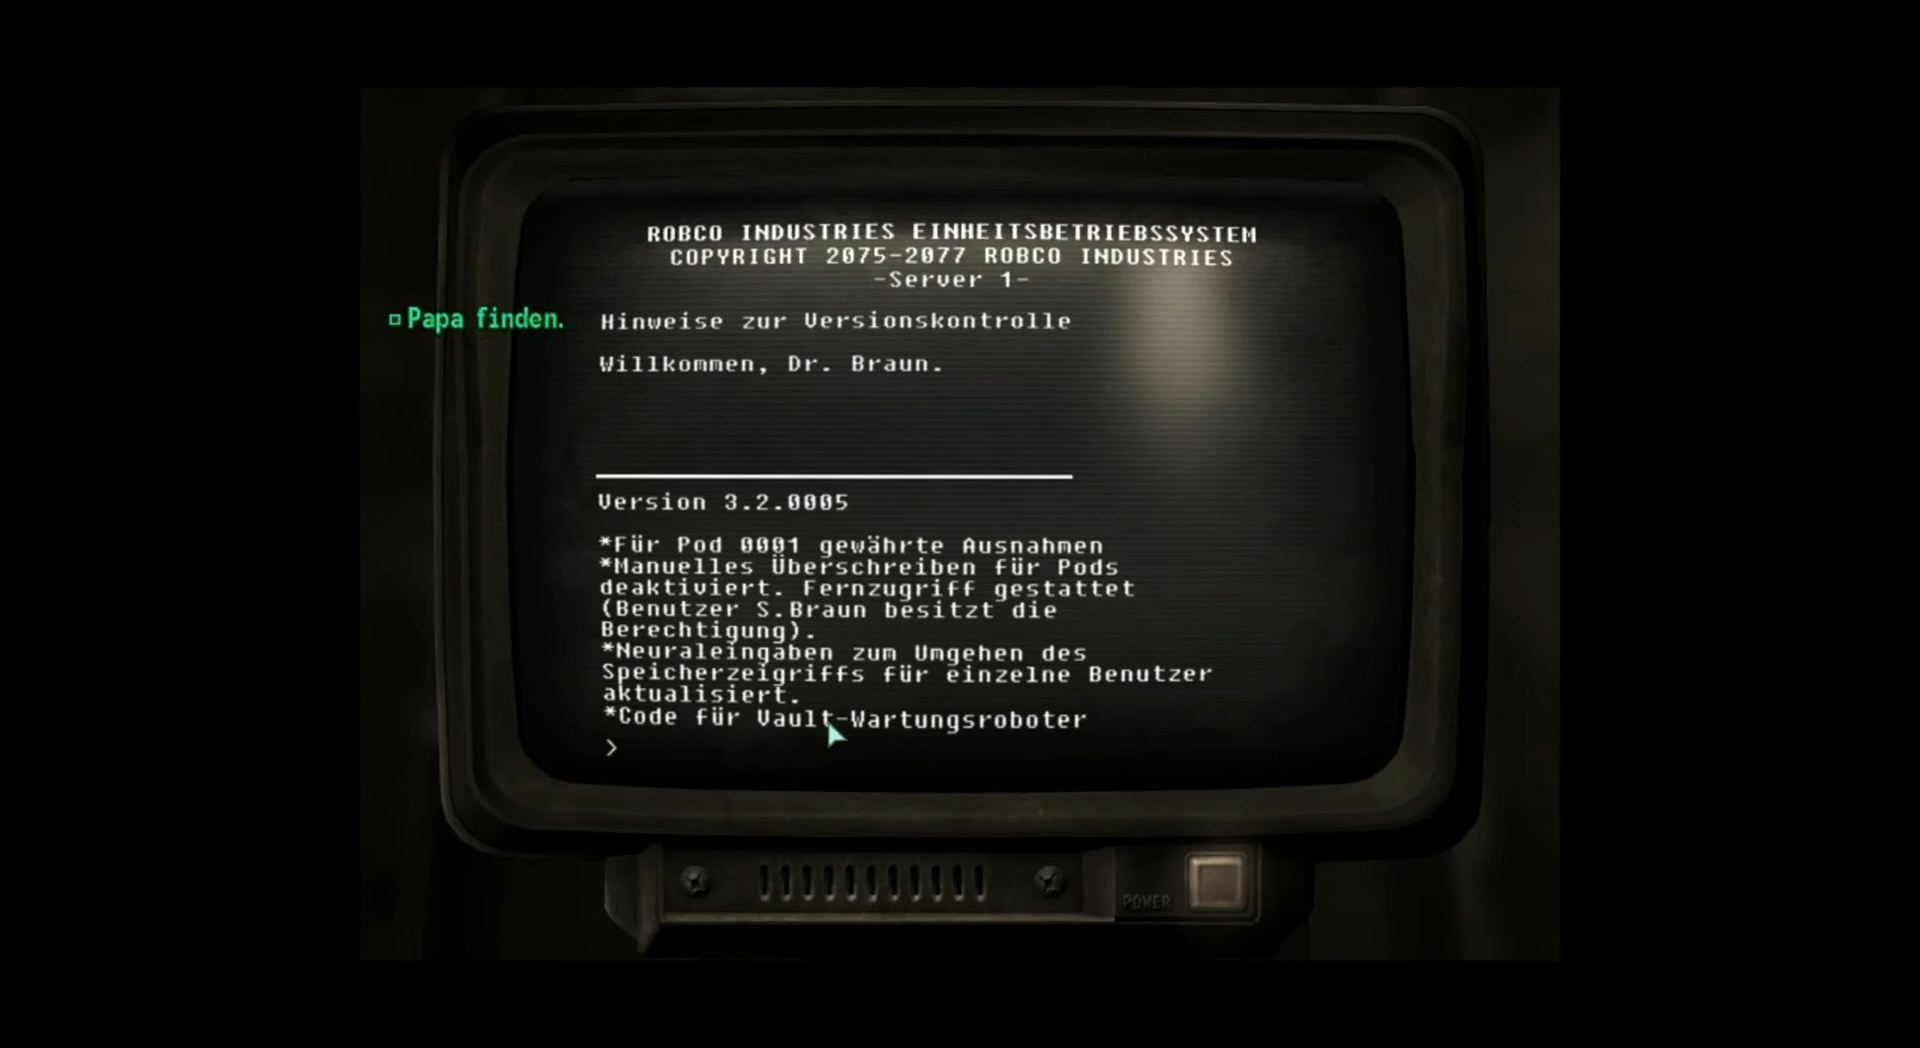 ROBCO INDUSTRIES EINHEITSBETRIEBSSYSTEM
COPYRIGHT 2075-2077 ROBCO INDUSTRIES
-Server 1-
Papa finden.
Hinweise zur Versionskontrolle
Willkommen, Dr. Braun.
Version 3.2.0005
*Für Pod 0001 gewährte Ausnahmen
*Manuelles Überschreiben für Pods
deaktiviert. Fernzugriff gestattet
(Benutzer S.Braun besitzt die
Berechtigung).
*Neuraleingaben zum Umgehen des
Speicherzeigriffs für einzelne Benutzer
aktualisiert.
*Code für Vault-Wartungsroboter
>
POWER